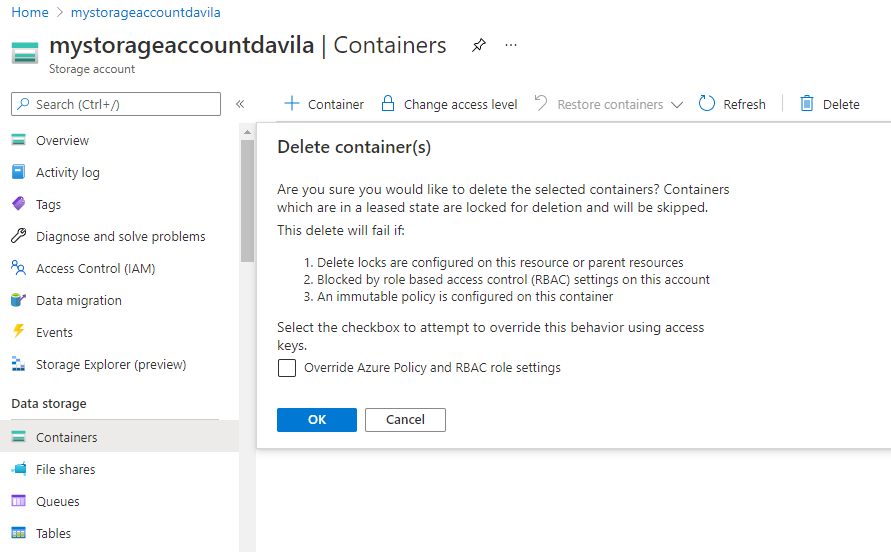 Home > mystorageaccountdavila
mystorageaccountdavila | Containers ...
Storage account
Search (Ctrl+/)
«
Container
Change access level
Restore containers
Refresh
Delete
Overview
Activity log
Tags
Diagnose and solve problems
Access Control (IAM)
Data migration
Events
Storage Explorer (preview)
Data storage
Containers
File shares
Queues
Tables
Delete container(s)
Are you sure you would like to delete the selected containers? Containers
which are in a leased state are locked for deletion and will be skipped.
This delete will fail if:
1. Delete locks are configured on this resource or parent resources
2. Blocked by role based access control (RBAC) settings on this account
3. An immutable policy is configured on this container
Select the checkbox to attempt to override this behavior using access
keys.
Override Azure Policy and RBAC role settings
OK
Cancel